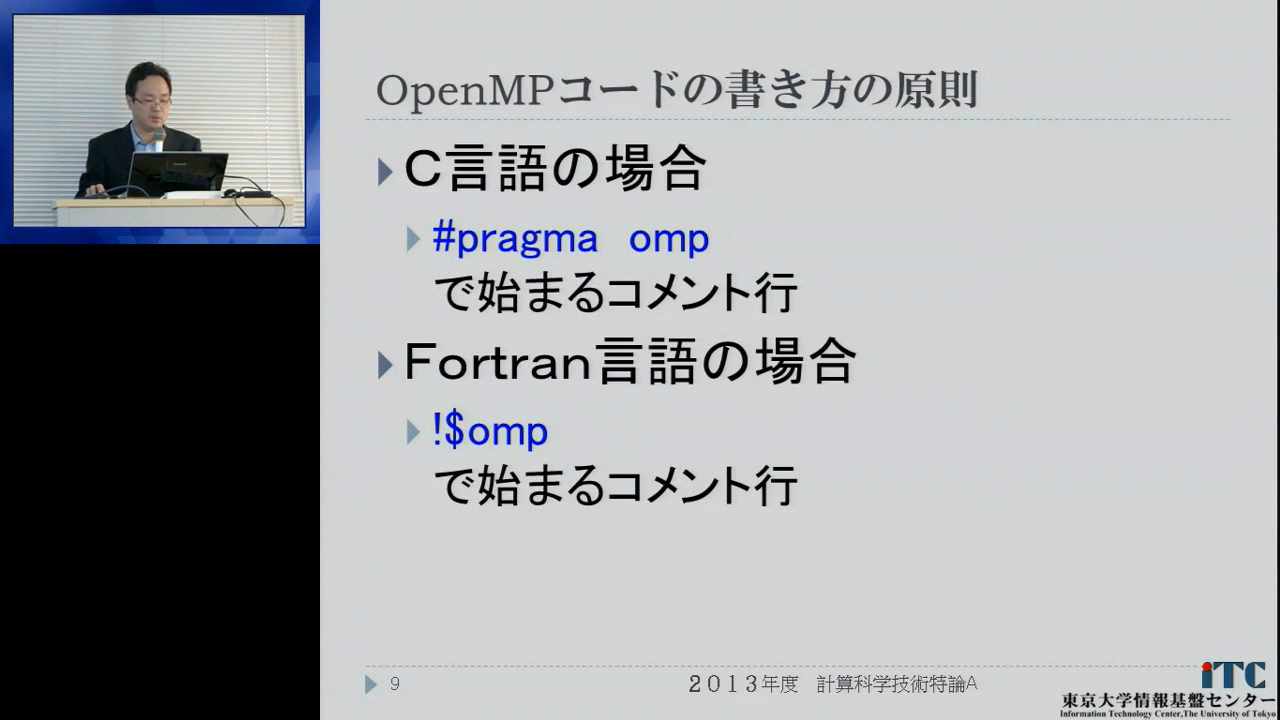 OpenMPコードの書き方の原則
C言語の場合
#pragma omp
で始まるコメント行
Fortran言語の場合
!$omp
で始まるコメント行
9
2013年度 計算科学技術特論A
iTC
東京大学情報基盤センター
Information Technology Center,The University of Tokyo